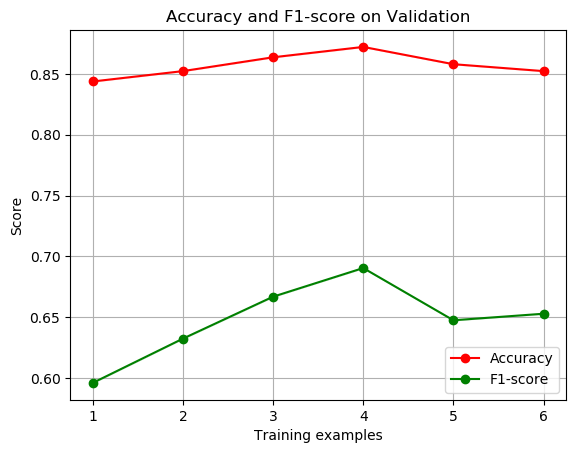 Accuracy and F1-score on Validation
Score
0.85
0.80
0.75
0.70
0.65
0.60
1 2 3 4 5 6
Training examples
Accuracy
F1-score